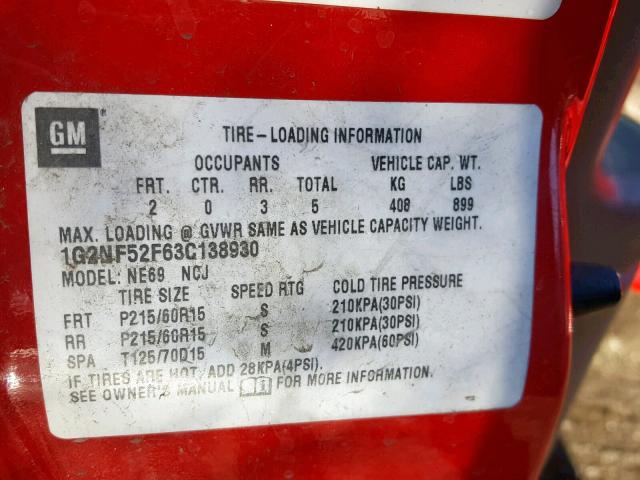 GM
TIRE-LOADING INFORMATION
OCCUPANTS VEHICLE CAP. WT.
FRT. CTR. RR. TOTAL KG LBS
2 0 3 5 408 899
MAX. LOADING @ GVWR SAME AS VEHICLE CAPACITY WEIGHT.
1G2NF52F63C138930
MODEL: NE69 NCJ
TIRE SIZE SPEED RTG COLD TIRE PRESSURE
FRT P215/60R15 S 210KPA(30PSI)
RR P215/60R15 S 210KPA(30PSI)
SPA T125/70D15 M 420KPA(60PSI)
IF TIRES ARE HOT, ADD 28KPA(4PSI).
SEE OWNER'S MANUAL FOR MORE INFORMATION.